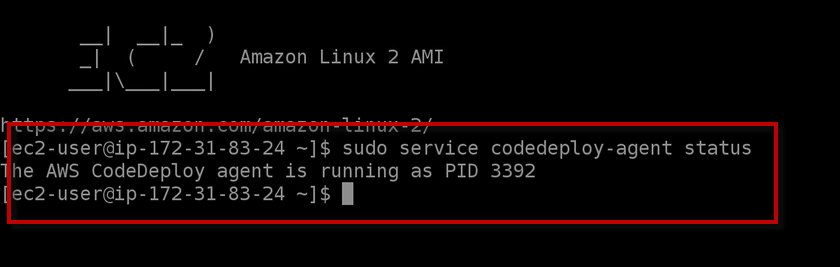 __|  __|_  )
_|  (     /   Amazon Linux 2 AMI
___|\___|___|
https://aws.amazon.com/amazon-linux-2/
[ec2-user@ip-172-31-83-24 ~]$ sudo service codedeploy-agent status
The AWS CodeDeploy agent is running as PID 3392
[ec2-user@ip-172-31-83-24 ~]$